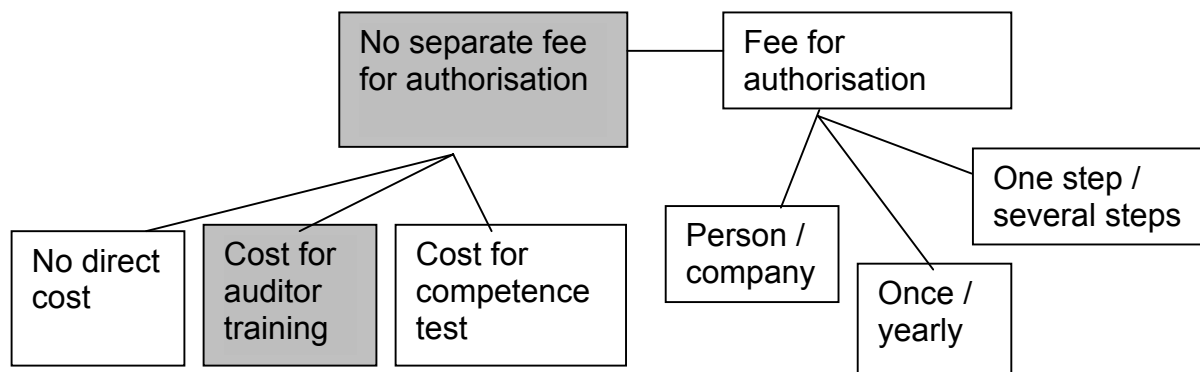 No separate fee
for authorisation
Fee for
authorisation
No direct
cost
Cost for
auditor
training
Cost for
competence
test
Person /
company
Once /
yearly
One step /
several steps